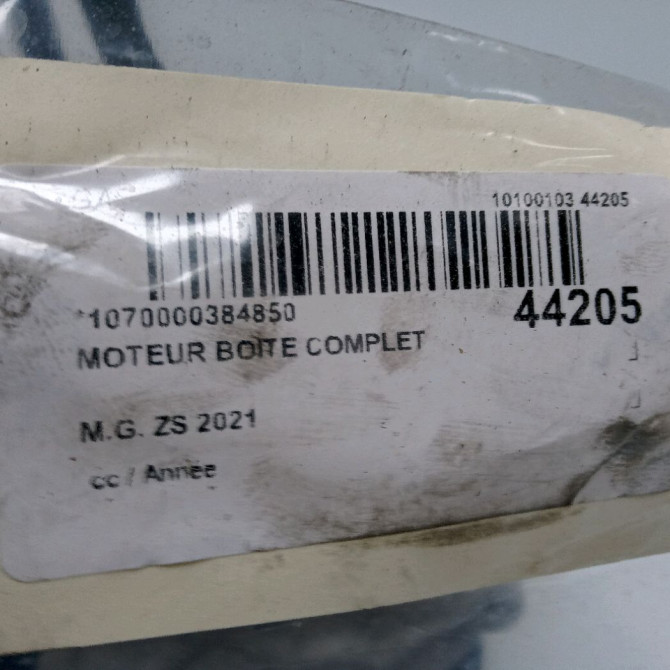 10100103 44205
*1070000384850
44205
MOTEUR BOITE COMPLET
M.G. ZS 2021
cc / Année